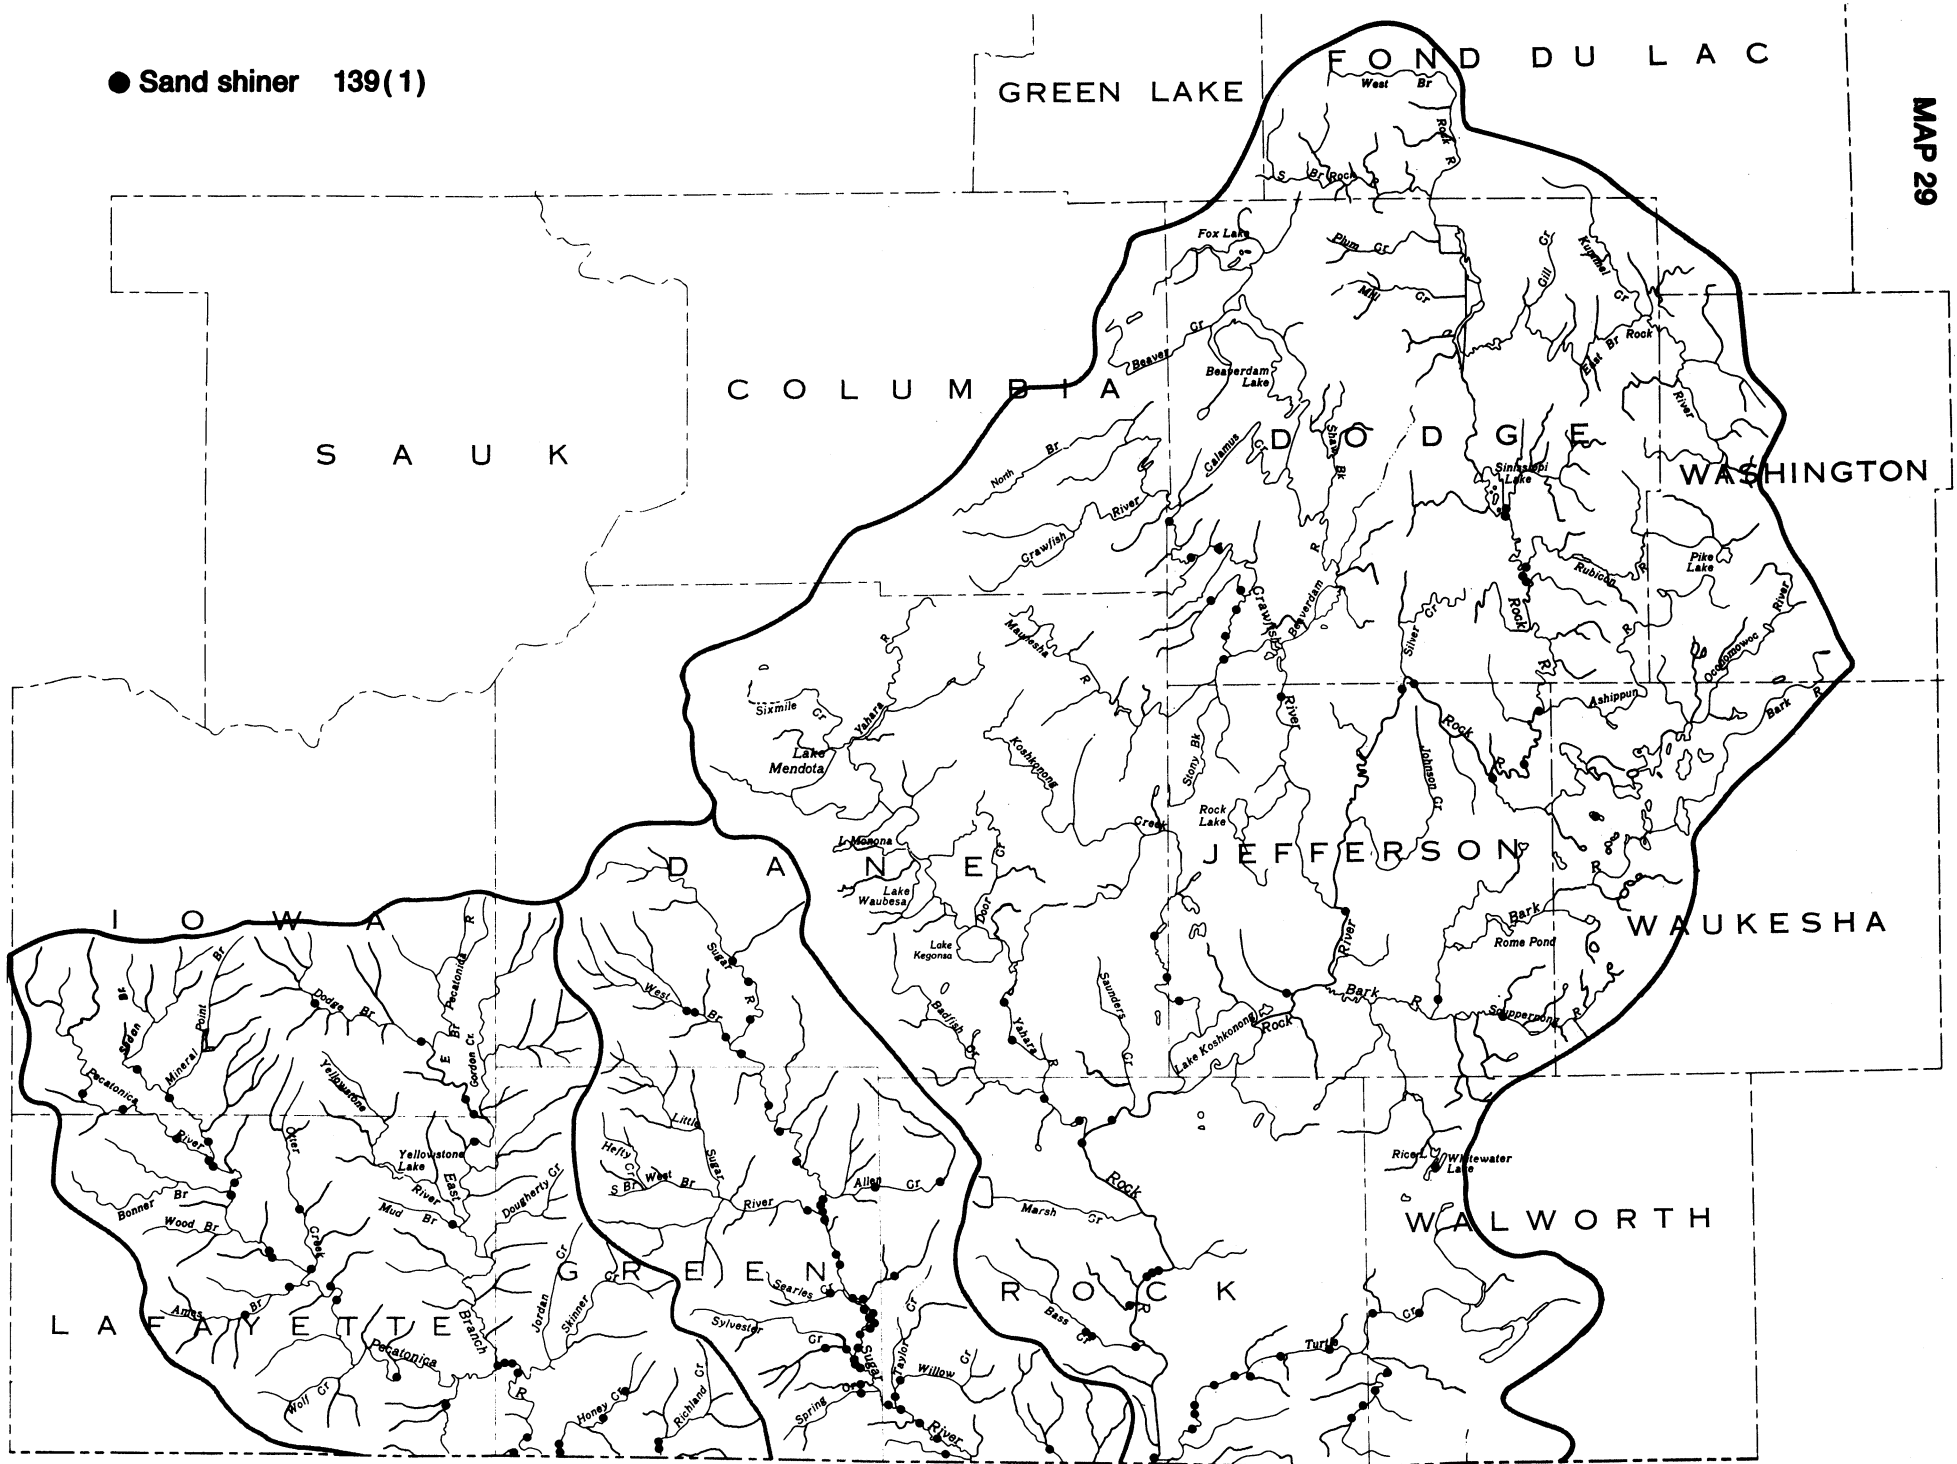 ● Sand shiner 139(1)
MAP 29
FOND DU LAC
GREEN LAKE
West Br
Rock R
S Br Rock R
Fox Lake
Plum Cr
Mill Cr
Gill Cr
Kummel Cr
East Br Rock River
Beaver Cr
Beaverdam Lake
COLUMBIA
SAUK
DODGE
WASHINGTON
North Br
Crawfish River
Calamus Cr
Shaw Bk
Sinissippi Lake
Pike Lake
Rubicon R
Rock R
Crawfish River
Beaverdam R
Silver Cr
Ashippun R
Oconomowoc River
Bark R
Maunesha R
Sixmile Cr
Yahara R
Lake Mendota
Koshkonong Creek
Stony Bk
Johnson Cr
Rock R
Rock Lake
JEFFERSON
L Monona
DANE
Lake Waubesa
Door Cr
Lake Kegonsa
Bark R
Rome Pond
WAUKESHA
IOWA
Sugar R
West Br
Badfish Cr
Yahara R
Saunders Cr
Lake Koshkonong
Rock River
Bark R
Scuppernong R
Mineral Point Br
Dodge Br
Pecatonica R
E Br
Gordon Cr.
Pecatonica River
Yellowstone River
Otter Creek
Yellowstone Lake
East Branch
Dougherty Cr
Mud Br
Bonner Br
Wood Br
Little Sugar River
Hefty Cr
S Br
West Br
Allen Cr
Marsh Cr
Rock R
Rice L
Whitewater Lake
WALWORTH
GREEN
ROCK
LAFAYETTE
Ames Br
Jordan Cr
Skinner Cr
Searles Cr
Sylvester Cr
Sugar River
Taylor Cr
Willow Cr
Bass Cr
Turtle Cr
Pecatonica R
Wolf Cr
Honey Cr
Richland Cr
Spring Cr